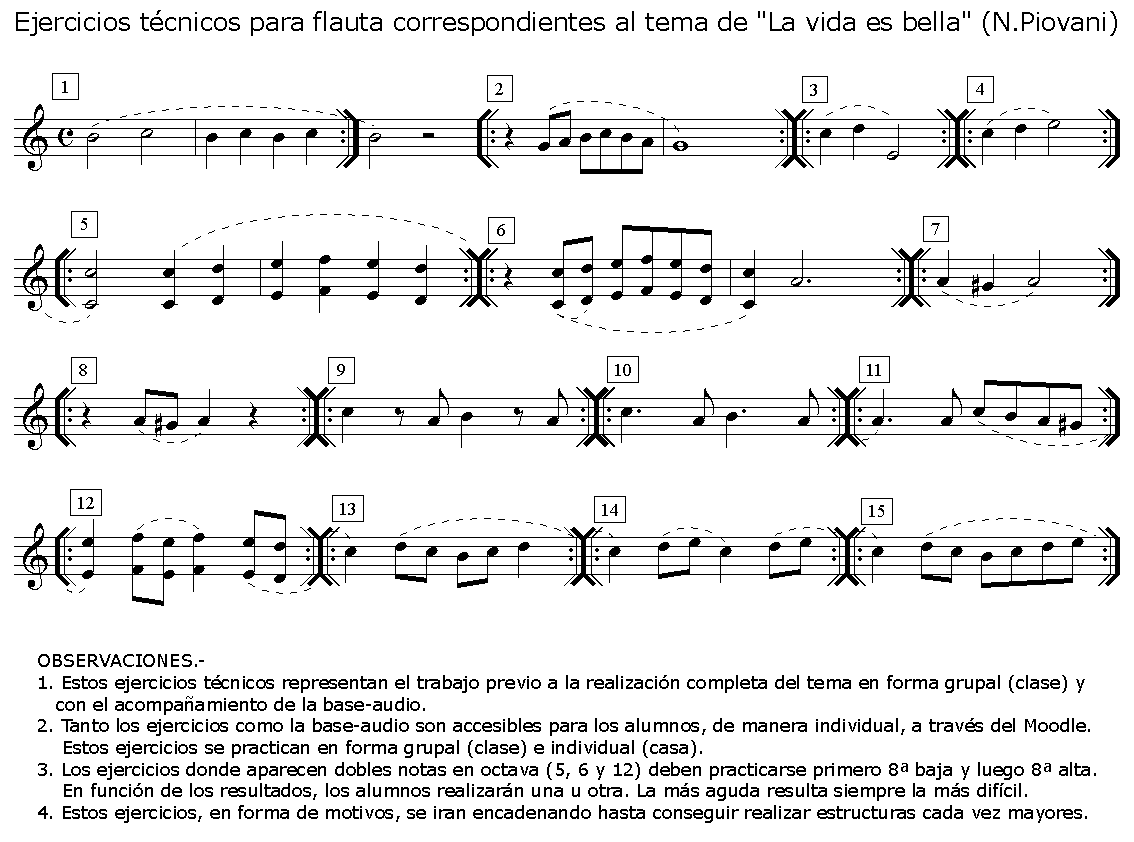 Ejercicios técnicos para flauta correspondientes al tema de "La vida es bella" (N.Piovani)
1 2 3 4
5 6 7
8 9 10 11
12 13 14 15
OBSERVACIONES.-
1. Estos ejercicios técnicos representan el trabajo previo a la realización completa del tema en forma grupal (clase) y
con el acompañamiento de la base-audio.
2. Tanto los ejercicios como la base-audio son accesibles para los alumnos, de manera individual, a través del Moodle.
Estos ejercicios se practican en forma grupal (clase) e individual (casa).
3. Los ejercicios donde aparecen dobles notas en octava (5, 6 y 12) deben practicarse primero 8ª baja y luego 8ª alta.
En función de los resultados, los alumnos realizarán una u otra. La más aguda resulta siempre la más difícil.
4. Estos ejercicios, en forma de motivos, se iran encadenando hasta conseguir realizar estructuras cada vez mayores.